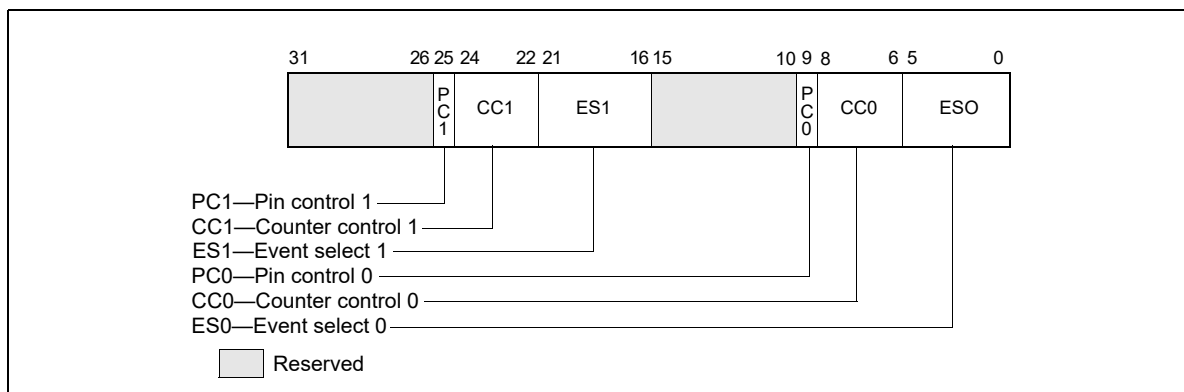 31 26 25 24 22 21 16 15 10 9 8 6 5 0
P C 1 CC1 ES1 P C 0 CC0 ESO
PC1—Pin control 1
CC1—Counter control 1
ES1—Event select 1
PC0—Pin control 0
CC0—Counter control 0
ES0—Event select 0
Reserved